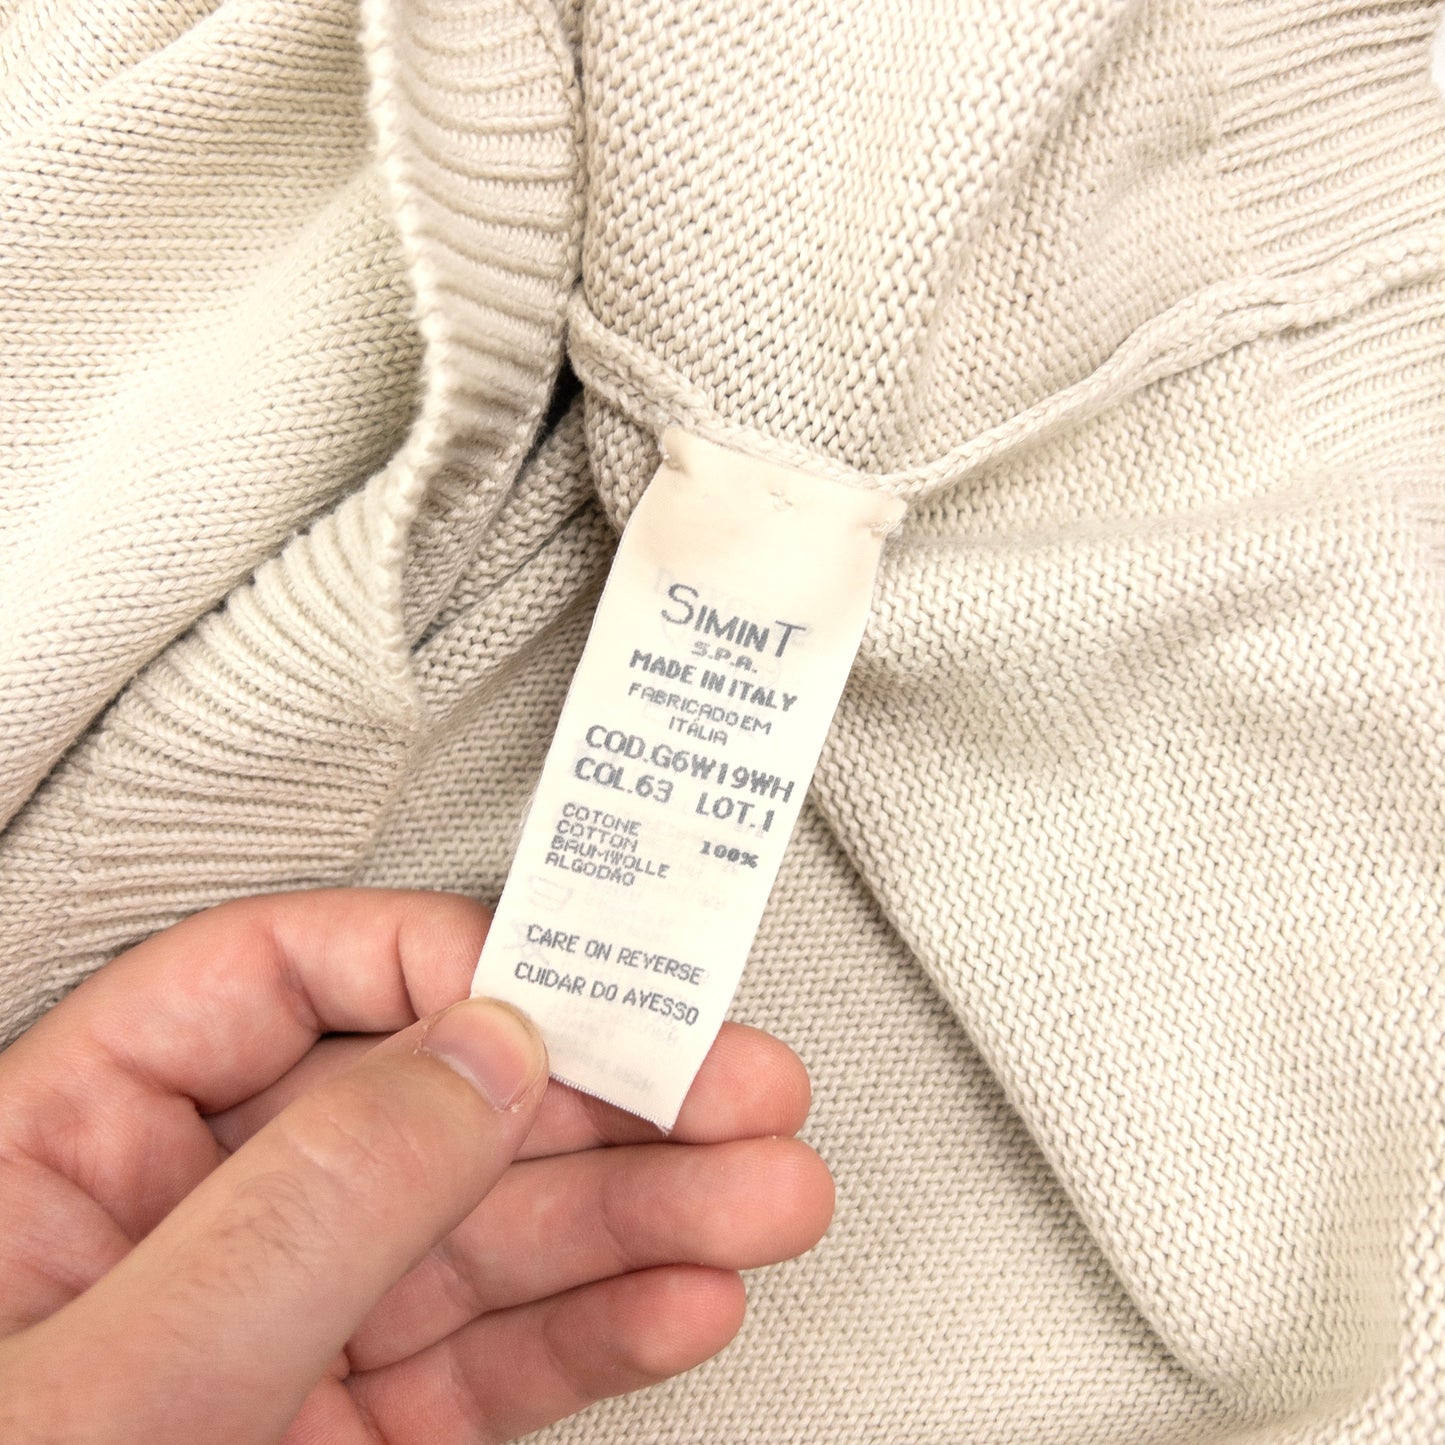 SIMINT
S.P.A.
MADE IN ITALY
FABRICADO EM
ITÁLIA
COD.G6W19WH
COL.63 LOT.1
COTONE
COTTON 100%
BAUMWOLLE
ALGODÃO
CARE ON REVERSE
CUIDAR DO AVESSO